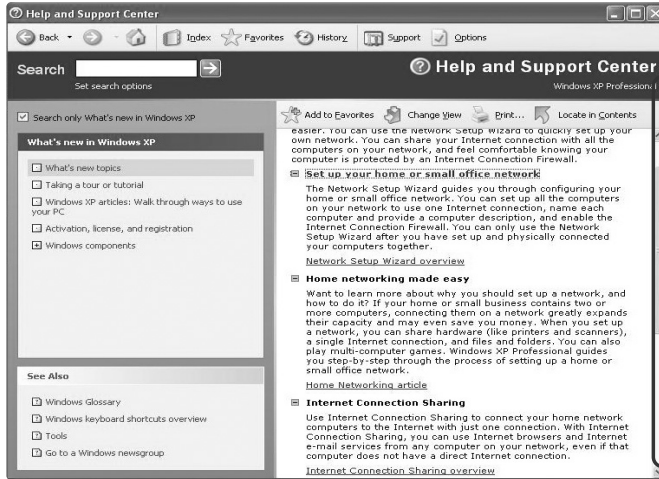 Help and Support Center
Back
Index
Favorites
History
Support
Options
Search
Set search options
Help and Support Center
Windows XP Professional
Search only What's new in Windows XP
What's new in Windows XP
What's new topics
Taking a tour or tutorial
Windows XP articles: Walk through ways to use
your PC
Activation, license, and registration
Windows components
See Also
Windows Glossary
Windows keyboard shortcuts overview
Tools
Go to a Windows newsgroup
Add to Favorites
Change View
Print...
Locate in Contents
easier. You can use the Network Setup Wizard to quickly set up your
own network. You can share your Internet connection with all the
computers on your network, and feel comfortable knowing your
computer is protected by an Internet Connection Firewall.
Set up your home or small office network
The Network Setup Wizard guides you through configuring your
home or small office network. You can set up all the computers
on your network to use one Internet connection, name each
computer and provide a computer description, and enable the
Internet Connection Firewall. You can only use the Network
Setup Wizard after you have set up and physically connected
your computers together.
Network Setup Wizard overview
Home networking made easy
Want to learn more about why you should set up a network, and
how to do it? If your home or small business contains two or
more computers, connecting them on a network greatly expands
their capacity and may even save you money. When you set up
a network, you can share hardware (like printers and scanners),
a single Internet connection, and files and folders. You can also
play multi-computer games. Windows XP Professional guides
you step-by-step through the process of setting up a home or
small office network.
Home Networking article
Internet Connection Sharing
Use Internet Connection Sharing to connect your home network
computers to the Internet with just one connection. With Internet
Connection Sharing, you can use Internet browsers and Internet
e-mail services from any computer on your network, even if that
computer does not have a direct Internet connection.
Internet Connection Sharing overview